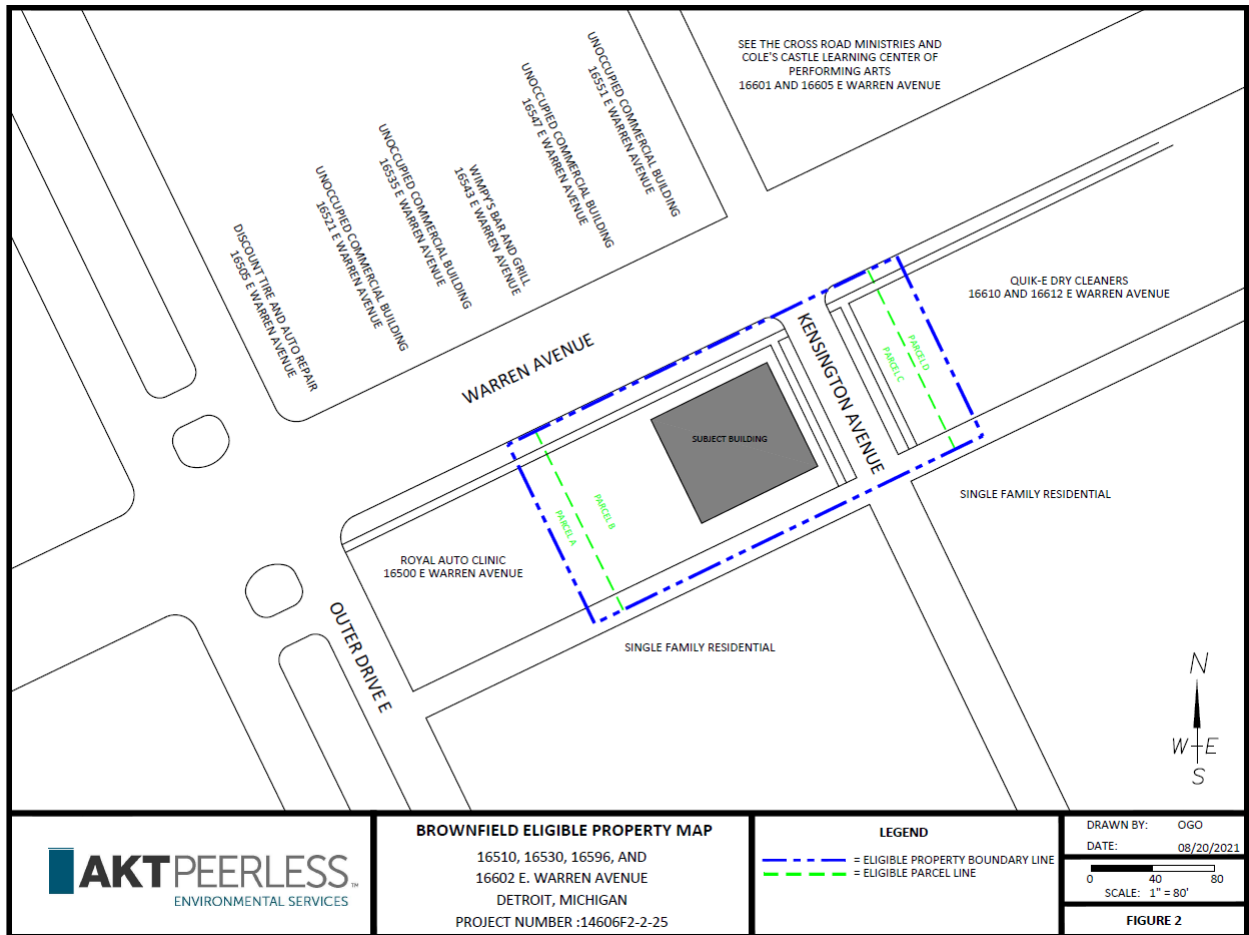 SEE THE CROSS ROAD MINISTRIES AND
COLE'S CASTLE LEARNING CENTER OF
PERFORMING ARTS
16601 AND 16605 E WARREN AVENUE
UNOCCUPIED COMMERCIAL BUILDING
16551 E WARREN AVENUE
UNOCCUPIED COMMERCIAL BUILDING
16547 E WARREN AVENUE
WIMPY'S BAR AND GRILL
16543 E WARREN AVENUE
UNOCCUPIED COMMERCIAL BUILDING
16535 E WARREN AVENUE
UNOCCUPIED COMMERCIAL BUILDING
16521 E WARREN AVENUE
DISCOUNT TIRE AND AUTO REPAIR
16505 E WARREN AVENUE
QUIK-E DRY CLEANERS
16610 AND 16612 E WARREN AVENUE
WARREN AVENUE
KENSINGTON AVENUE
PARCEL D
PARCEL C
SUBJECT BUILDING
PARCEL B
PARCEL A
SINGLE FAMILY RESIDENTIAL
ROYAL AUTO CLINIC
16500 E WARREN AVENUE
OUTER DRIVE E
SINGLE FAMILY RESIDENTIAL
N
W E
S
AKTPEERLESS™
ENVIRONMENTAL SERVICES
BROWNFIELD ELIGIBLE PROPERTY MAP
16510, 16530, 16596, AND
16602 E. WARREN AVENUE
DETROIT, MICHIGAN
PROJECT NUMBER :14606F2-2-25
LEGEND
= ELIGIBLE PROPERTY BOUNDARY LINE
= ELIGIBLE PARCEL LINE
DRAWN BY: OGO
DATE: 08/20/2021
0 40 80
SCALE: 1" = 80'
FIGURE 2